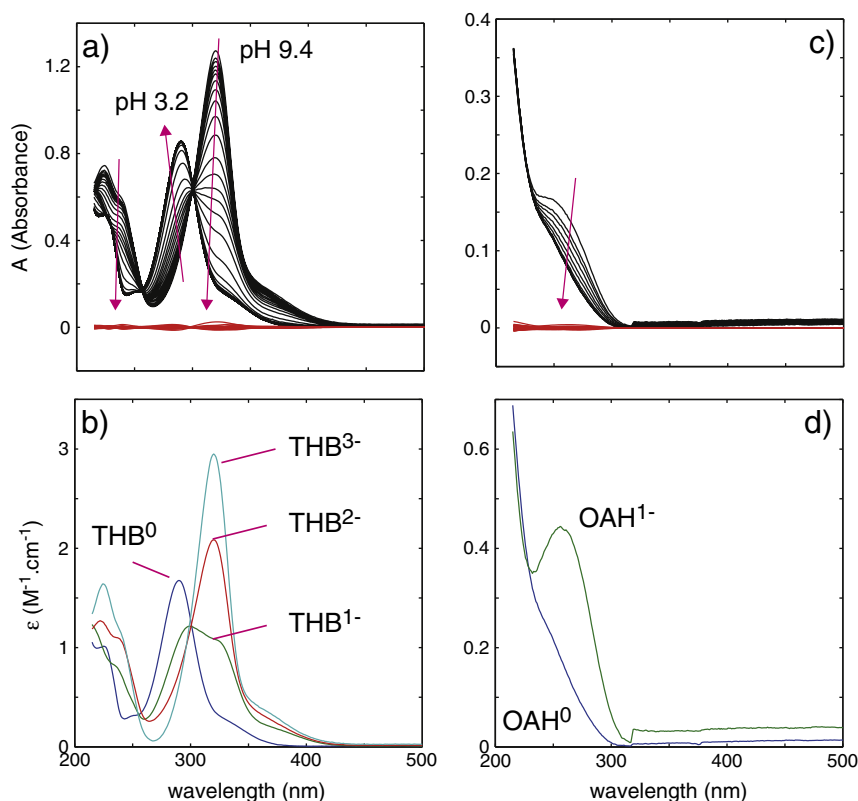 a)
pH 9.4
pH 3.2
A (Absorbance)
1.2
0.8
0.4
0
c)
0.4
0.3
0.2
0.1
0
b)
THB³⁻
THB²⁻
THB¹⁻
THB⁰
ε (M⁻¹.cm⁻¹)
3
2
1
0
200 300 400 500
wavelength (nm)
d)
OAH¹⁻
OAH⁰
0.6
0.4
0.2
0
200 300 400 500
wavelength (nm)